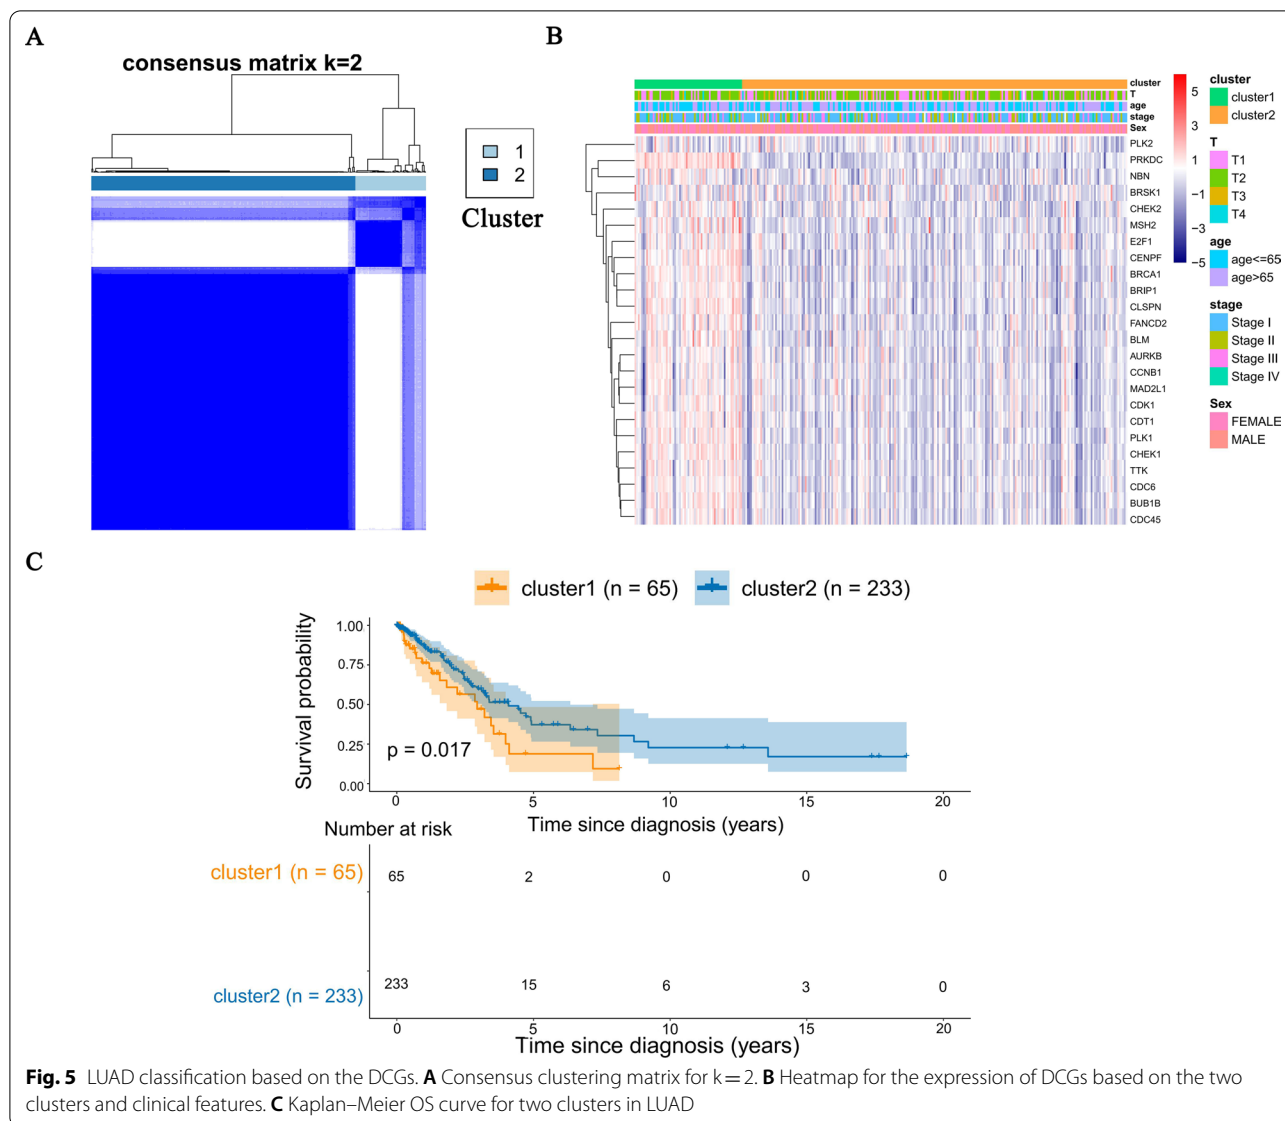 A
consensus matrix k=2
1
2
Cluster
B
cluster
T
age
stage
Sex
PLK2
PRKDC
NBN
BRSK1
CHEK2
MSH2
E2F1
CENPF
BRCA1
BRIP1
CLSPN
FANCD2
BLM
AURKB
CCNB1
MAD2L1
CDK1
CDT1
PLK1
CHEK1
TTK
CDC6
BUB1B
CDC45
5
3
1
−1
−3
−5
cluster
cluster1
cluster2
T
T1
T2
T3
T4
age
age<=65
age>65
stage
Stage I
Stage II
Stage III
Stage IV
Sex
FEMALE
MALE
C
cluster1 (n = 65) cluster2 (n = 233)
Survival probability
1.00
0.75
0.50
0.25
0.00
p = 0.017
0 5 10 15 20
Time since diagnosis (years)
Number at risk
cluster1 (n = 65) 65 2 0 0 0
cluster2 (n = 233) 233 15 6 3 0
0 5 10 15 20
Time since diagnosis (years)
Fig. 5 LUAD classification based on the DCGs. A Consensus clustering matrix for k = 2. B Heatmap for the expression of DCGs based on the two
clusters and clinical features. C Kaplan–Meier OS curve for two clusters in LUAD